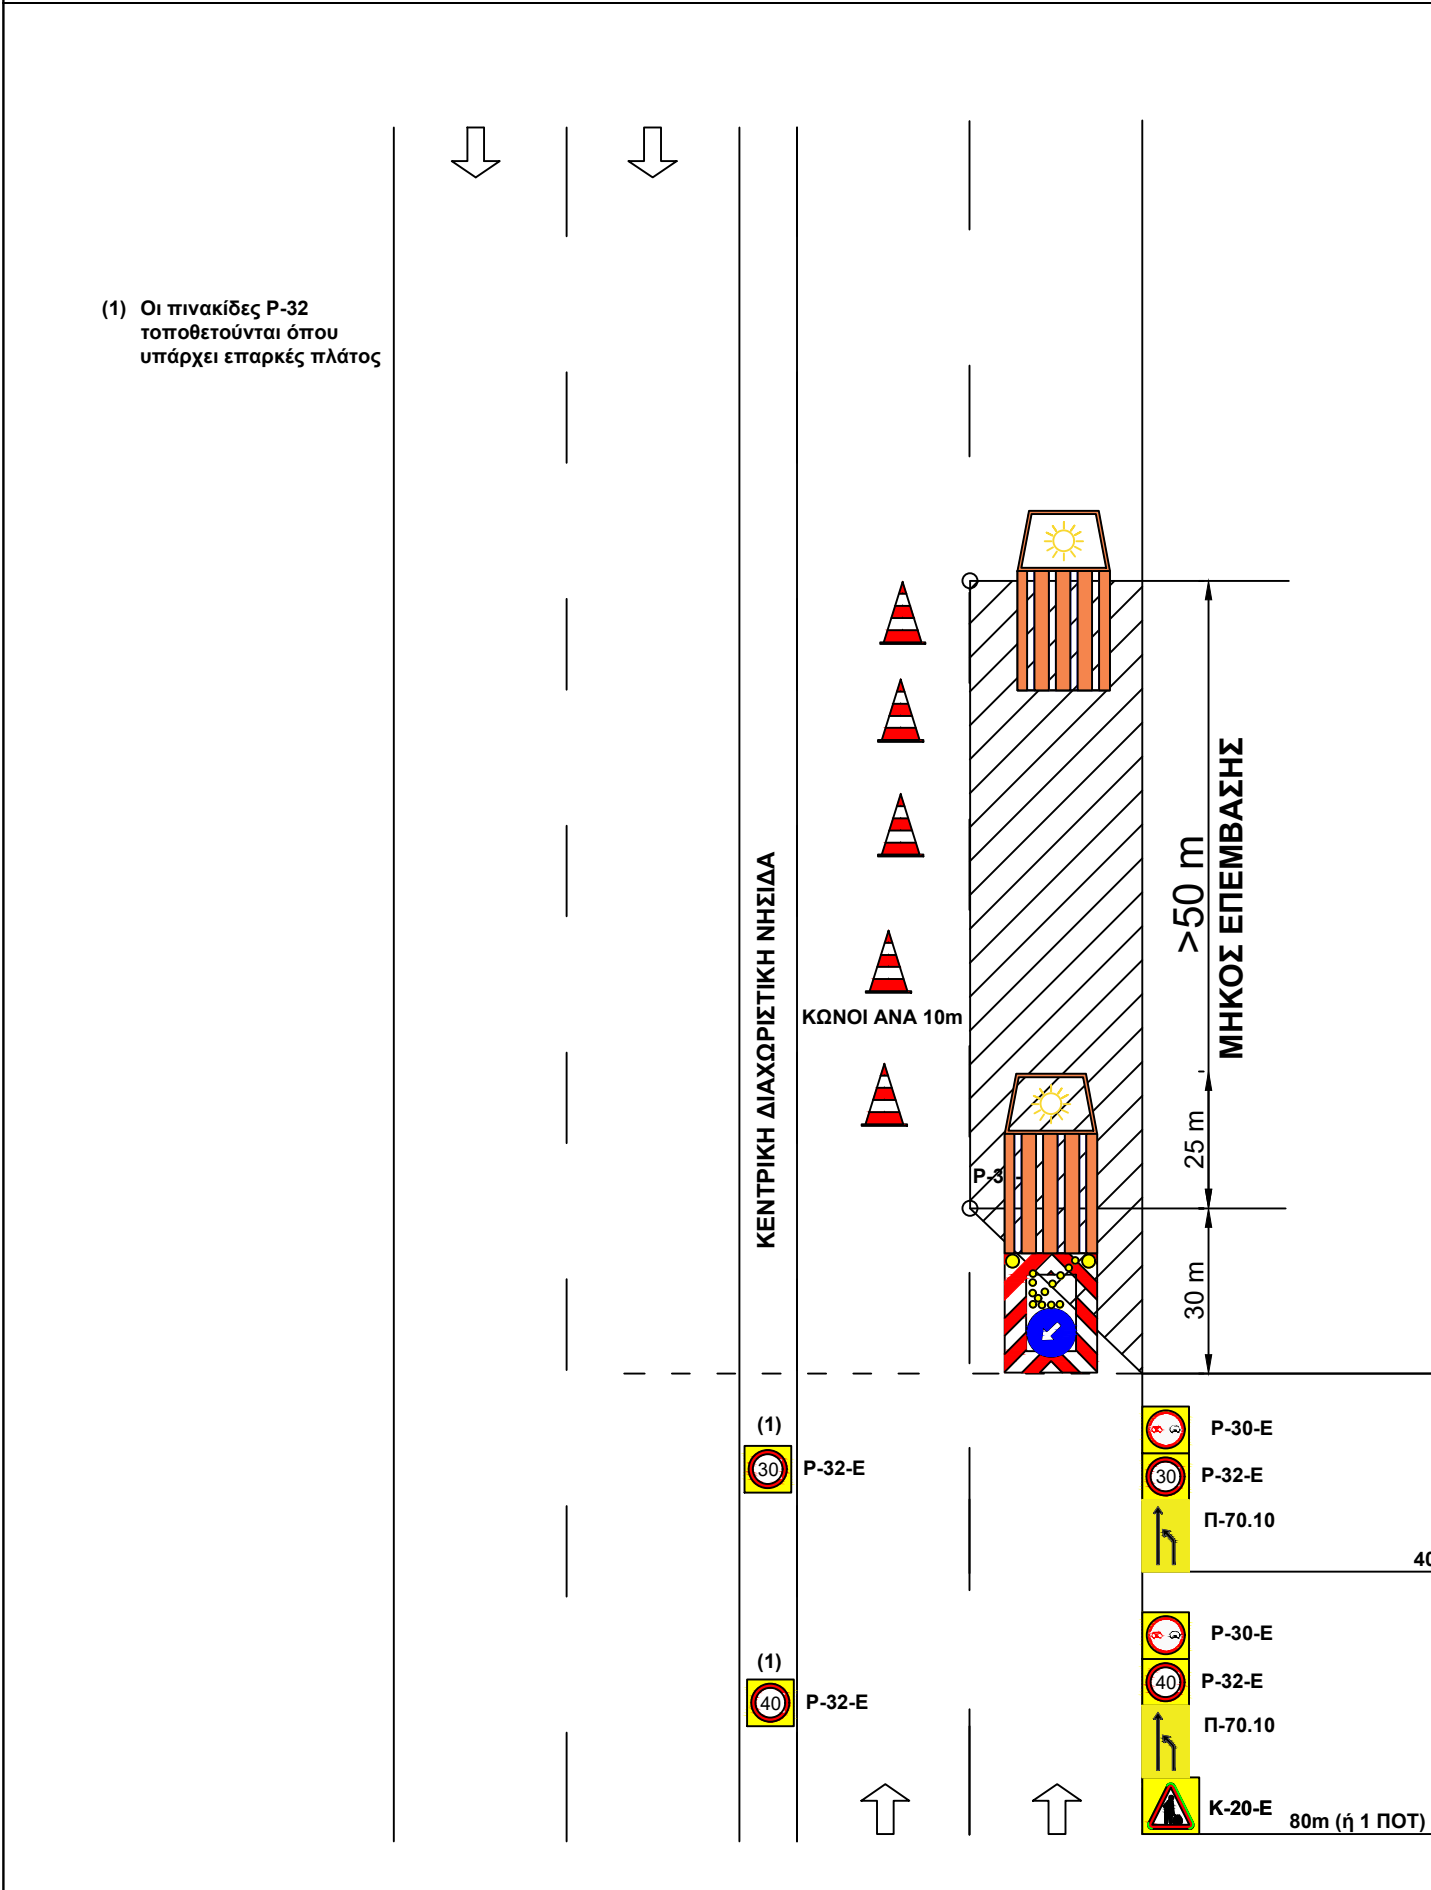 (1) Οι πινακίδες Ρ-32
τοποθετούνται όπου
υπάρχει επαρκές πλάτος
ΚΕΝΤΡΙΚΗ ΔΙΑΧΩΡΙΣΤΙΚΗ ΝΗΣΙΔΑ
>50 m
ΜΗΚΟΣ ΕΠΕΜΒΑΣΗΣ
ΚΩΝΟΙ ΑΝΑ 10m
25 m
Ρ-3
30 m
(1)
30 Ρ-32-Ε
Ρ-30-Ε
30 Ρ-32-Ε
Π-70.10
40
Ρ-30-Ε
(1)
40 Ρ-32-Ε
40 Ρ-32-Ε
Π-70.10
Κ-20-Ε
80m (ή 1 ΠΟΤ)